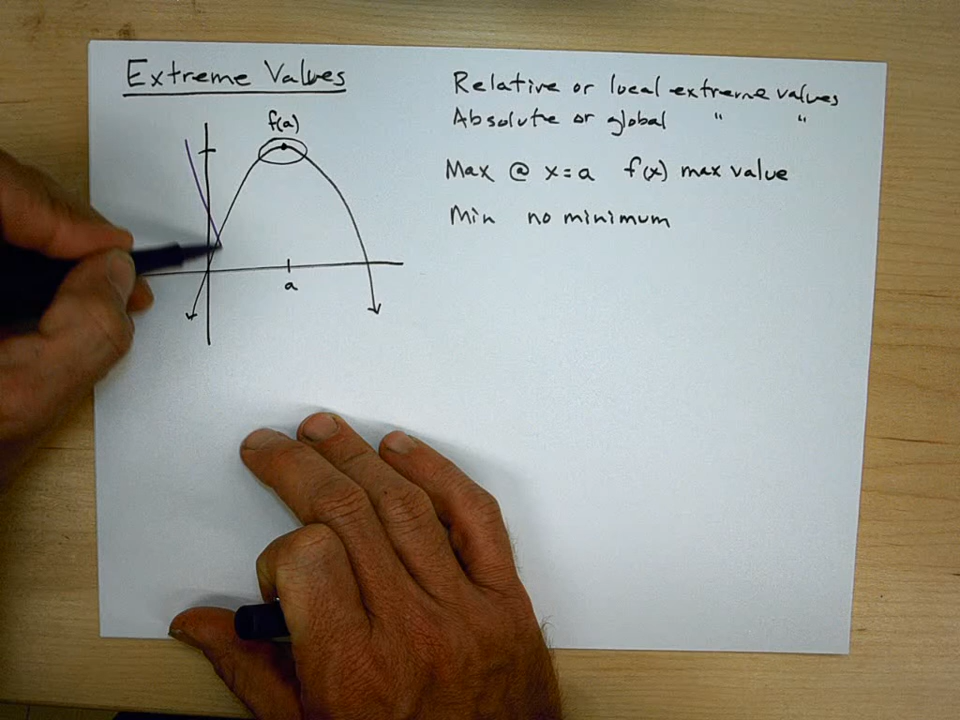 Extreme Values
f(a)
a
Relative or local extreme values
Absolute or global " "
Max @ x=a f(x) max value
Min no minimum